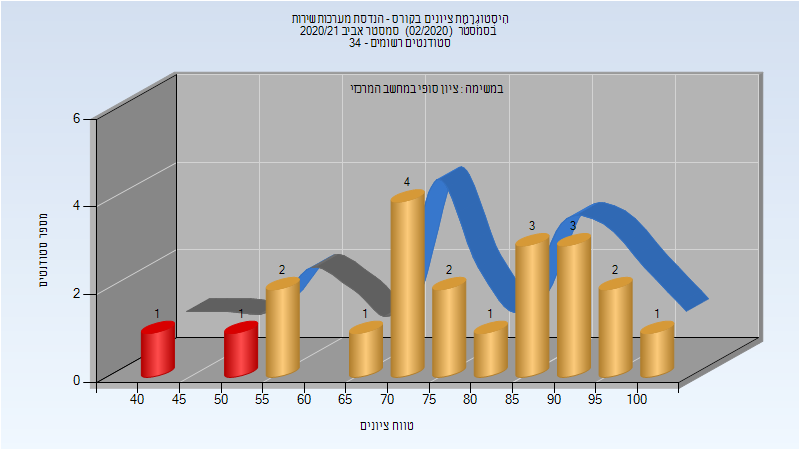 היסטוגרמת ציונים בקורס - הנדסת מערכות שירות
בסמסטר (02/2020) סמסטר אביב 2020/21
סטודנטים רשומים - 34
במשימה : ציון סופי במחשב המרכזי
מספר סטודנטים
6
4
2
0
1
1
2
1
4
2
1
3
3
2
1
40 45 50 55 60 65 70 75 80 85 90 95 100
טווח ציונים